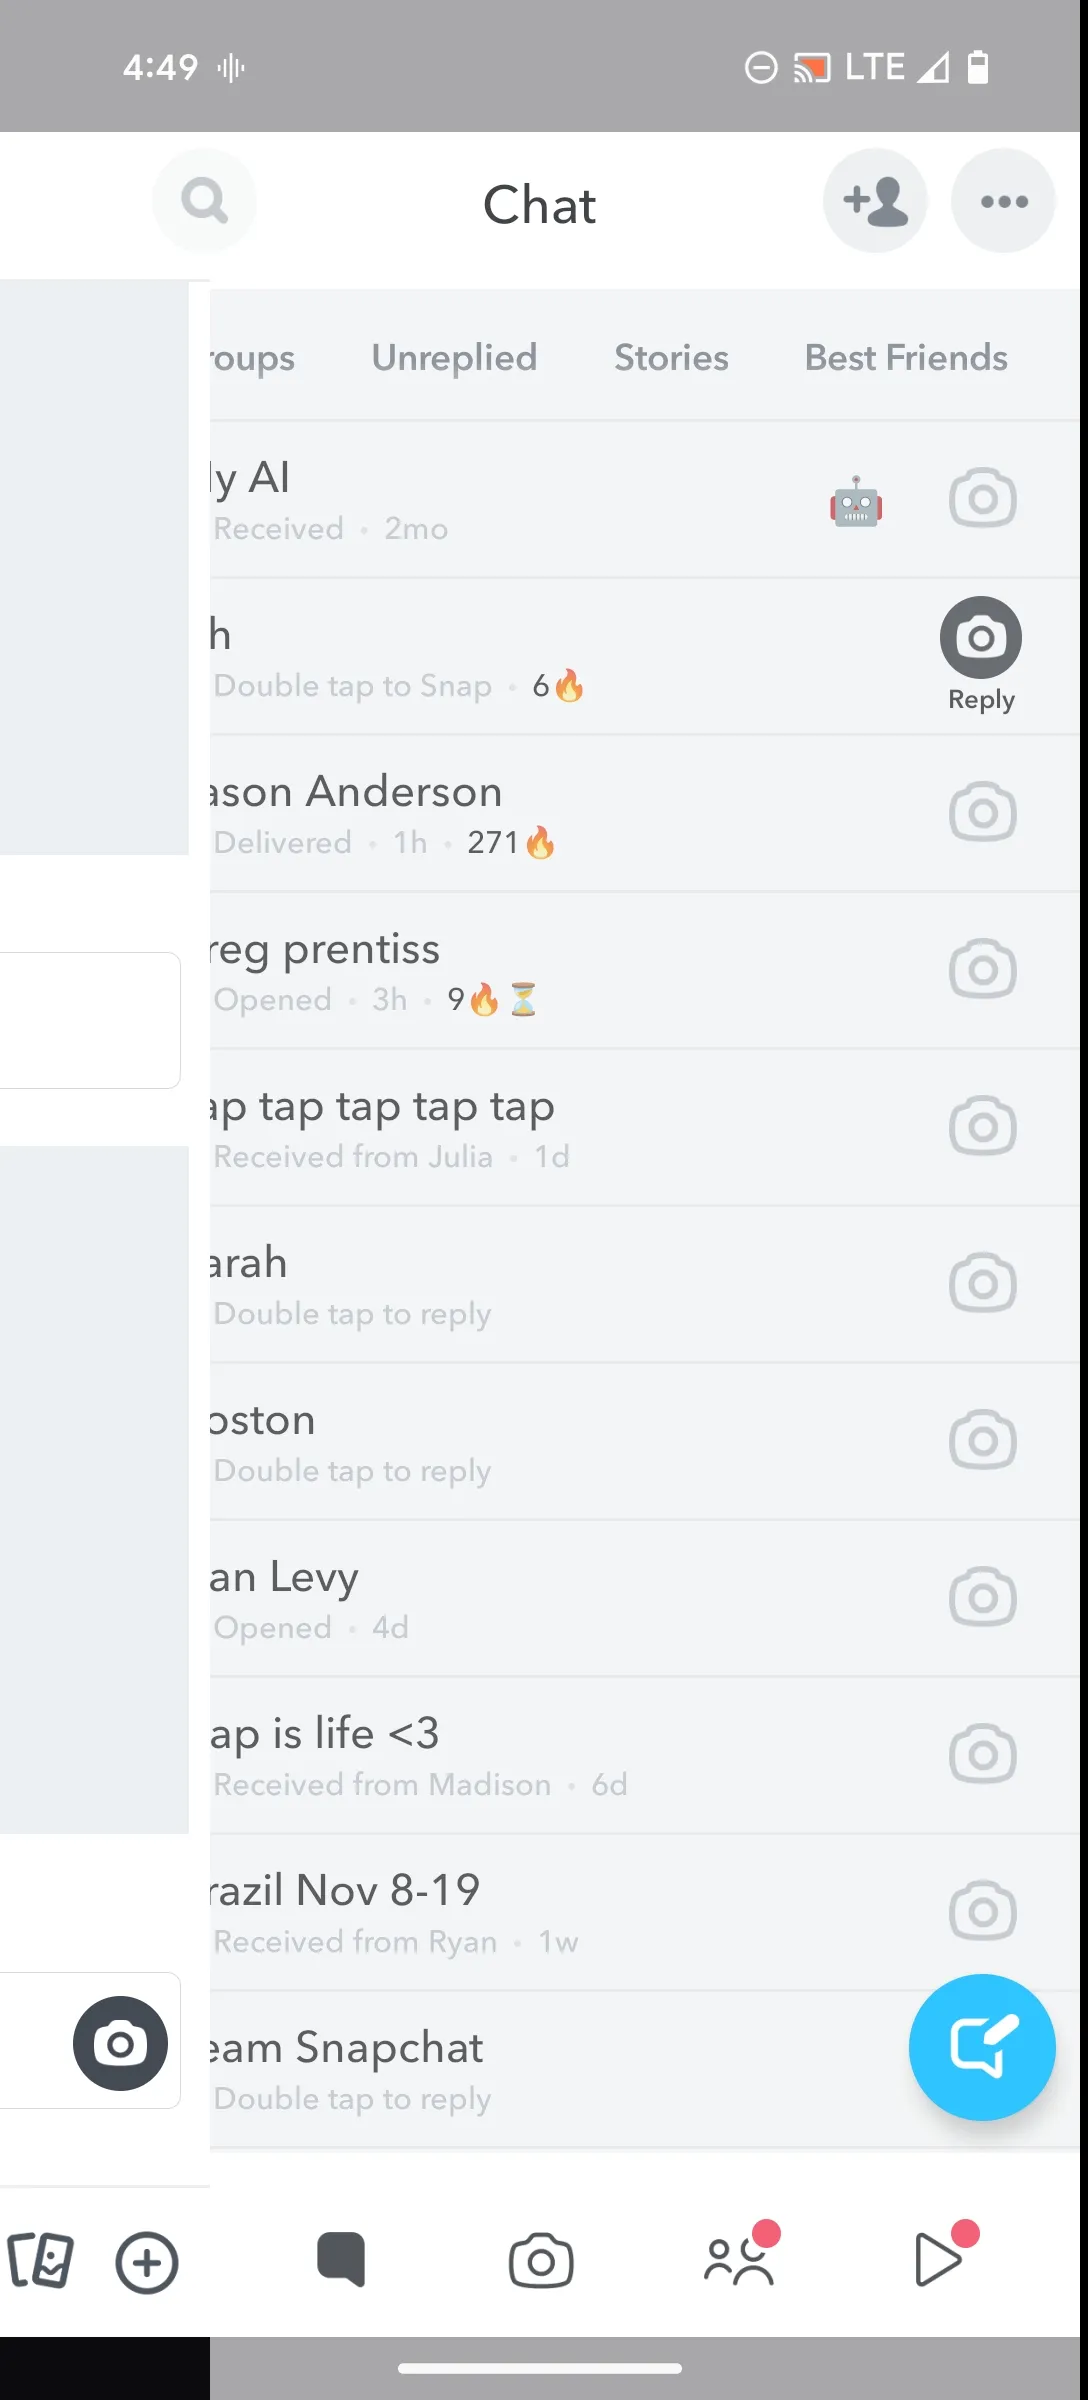 4:49 LTE
Chat
roups Unreplied Stories Best Friends
y AI
Received • 2mo
h
Double tap to Snap • 6🔥
Reply
ason Anderson
Delivered • 1h • 271🔥
reg prentiss
Opened • 3h • 9🔥⌛
ap tap tap tap tap
Received from Julia • 1d
arah
Double tap to reply
oston
Double tap to reply
an Levy
Opened • 4d
ap is life <3
Received from Madison • 6d
razil Nov 8-19
Received from Ryan • 1w
eam Snapchat
Double tap to reply